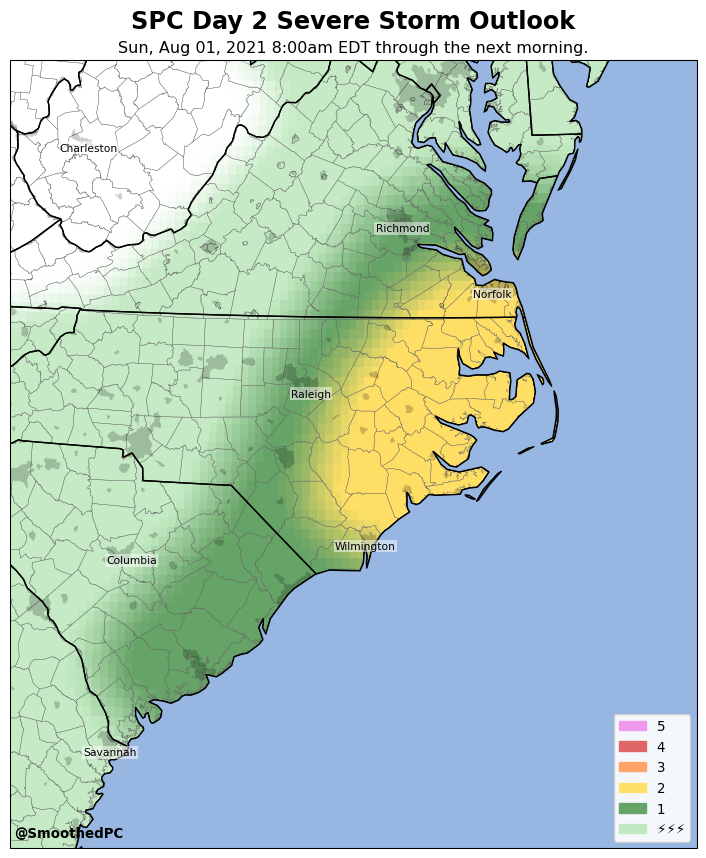 SPC Day 2 Severe Storm Outlook
Sun, Aug 01, 2021 8:00am EDT through the next morning.
Charleston
Richmond
Norfolk
Raleigh
Wilmington
Columbia
Savannah
5
4
3
2
1
⚡⚡⚡
@SmoothedPC